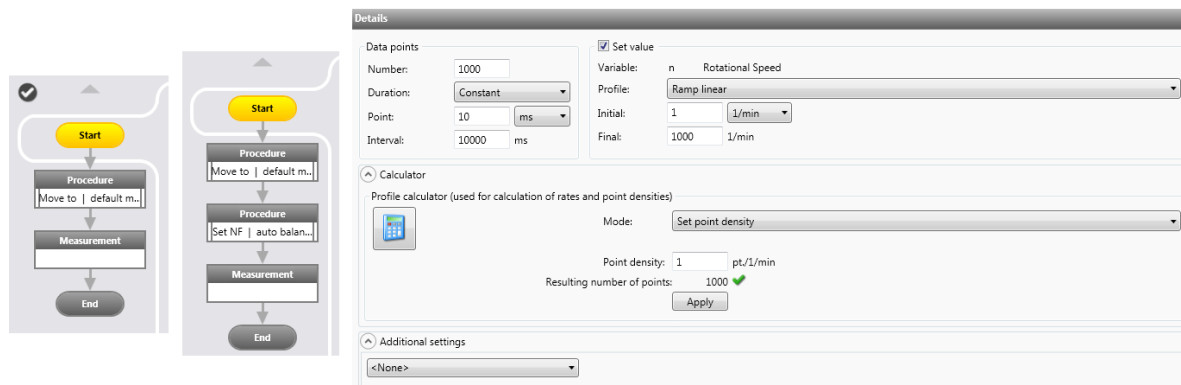 Start
Procedure
Move to | default m..
Measurement
End
Start
Procedure
Move to | default m..
Procedure
Set NF | auto balan...
Measurement
End
Details
Data points
Number: 1000
Duration: Constant
Point: 10 ms
Interval: 10000 ms
Set value
Variable: n Rotational Speed
Profile: Ramp linear
Initial: 1 1/min
Final: 1000 1/min
Calculator
Profile calculator (used for calculation of rates and point densities)
Mode: Set point density
Point density: 1 pt./1/min
Resulting number of points: 1000
Apply
Additional settings
<None>